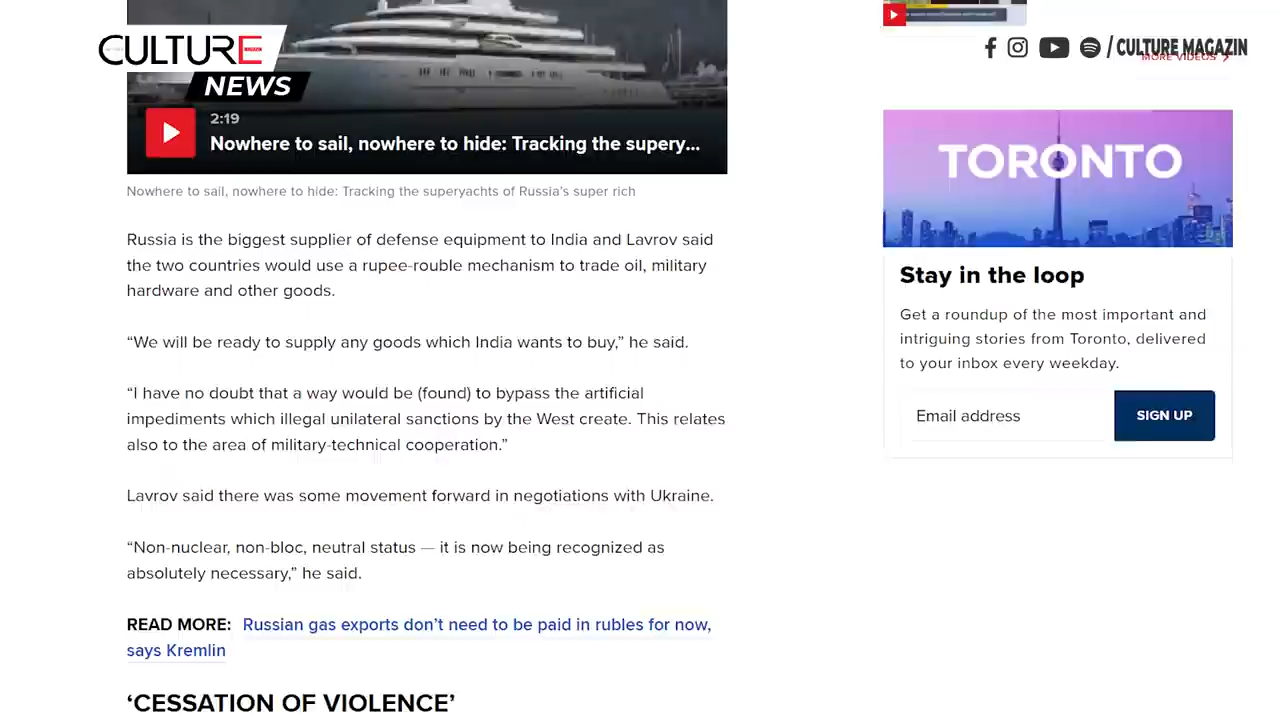 CULTURE
NEWS
/ CULTURE MAGAZIN
MORE VIDEOS
2:19
Nowhere to sail, nowhere to hide: Tracking the supery...
Nowhere to sail, nowhere to hide: Tracking the superyachts of Russia's super rich
Russia is the biggest supplier of defense equipment to India and Lavrov said
the two countries would use a rupee-rouble mechanism to trade oil, military
hardware and other goods.
“We will be ready to supply any goods which India wants to buy,” he said.
“I have no doubt that a way would be (found) to bypass the artificial
impediments which illegal unilateral sanctions by the West create. This relates
also to the area of military-technical cooperation.”
Lavrov said there was some movement forward in negotiations with Ukraine.
“Non-nuclear, non-bloc, neutral status — it is now being recognized as
absolutely necessary,” he said.
READ MORE: Russian gas exports don’t need to be paid in rubles for now,
says Kremlin
‘CESSATION OF VIOLENCE’
TORONTO
Stay in the loop
Get a roundup of the most important and
intriguing stories from Toronto, delivered
to your inbox every weekday.
Email address
SIGN UP